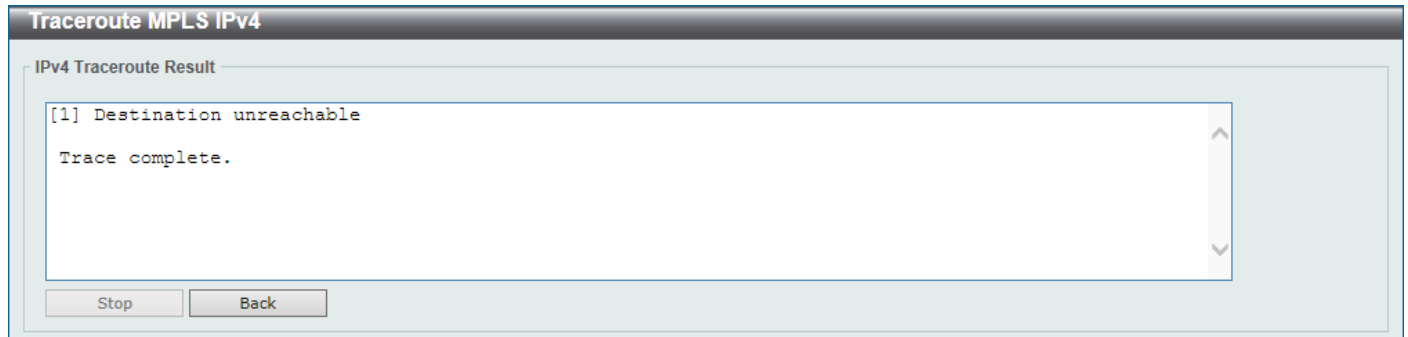 Traceroute MPLS IPv4
IPv4 Traceroute Result
[1] Destination unreachable
Trace complete.
Stop
Back